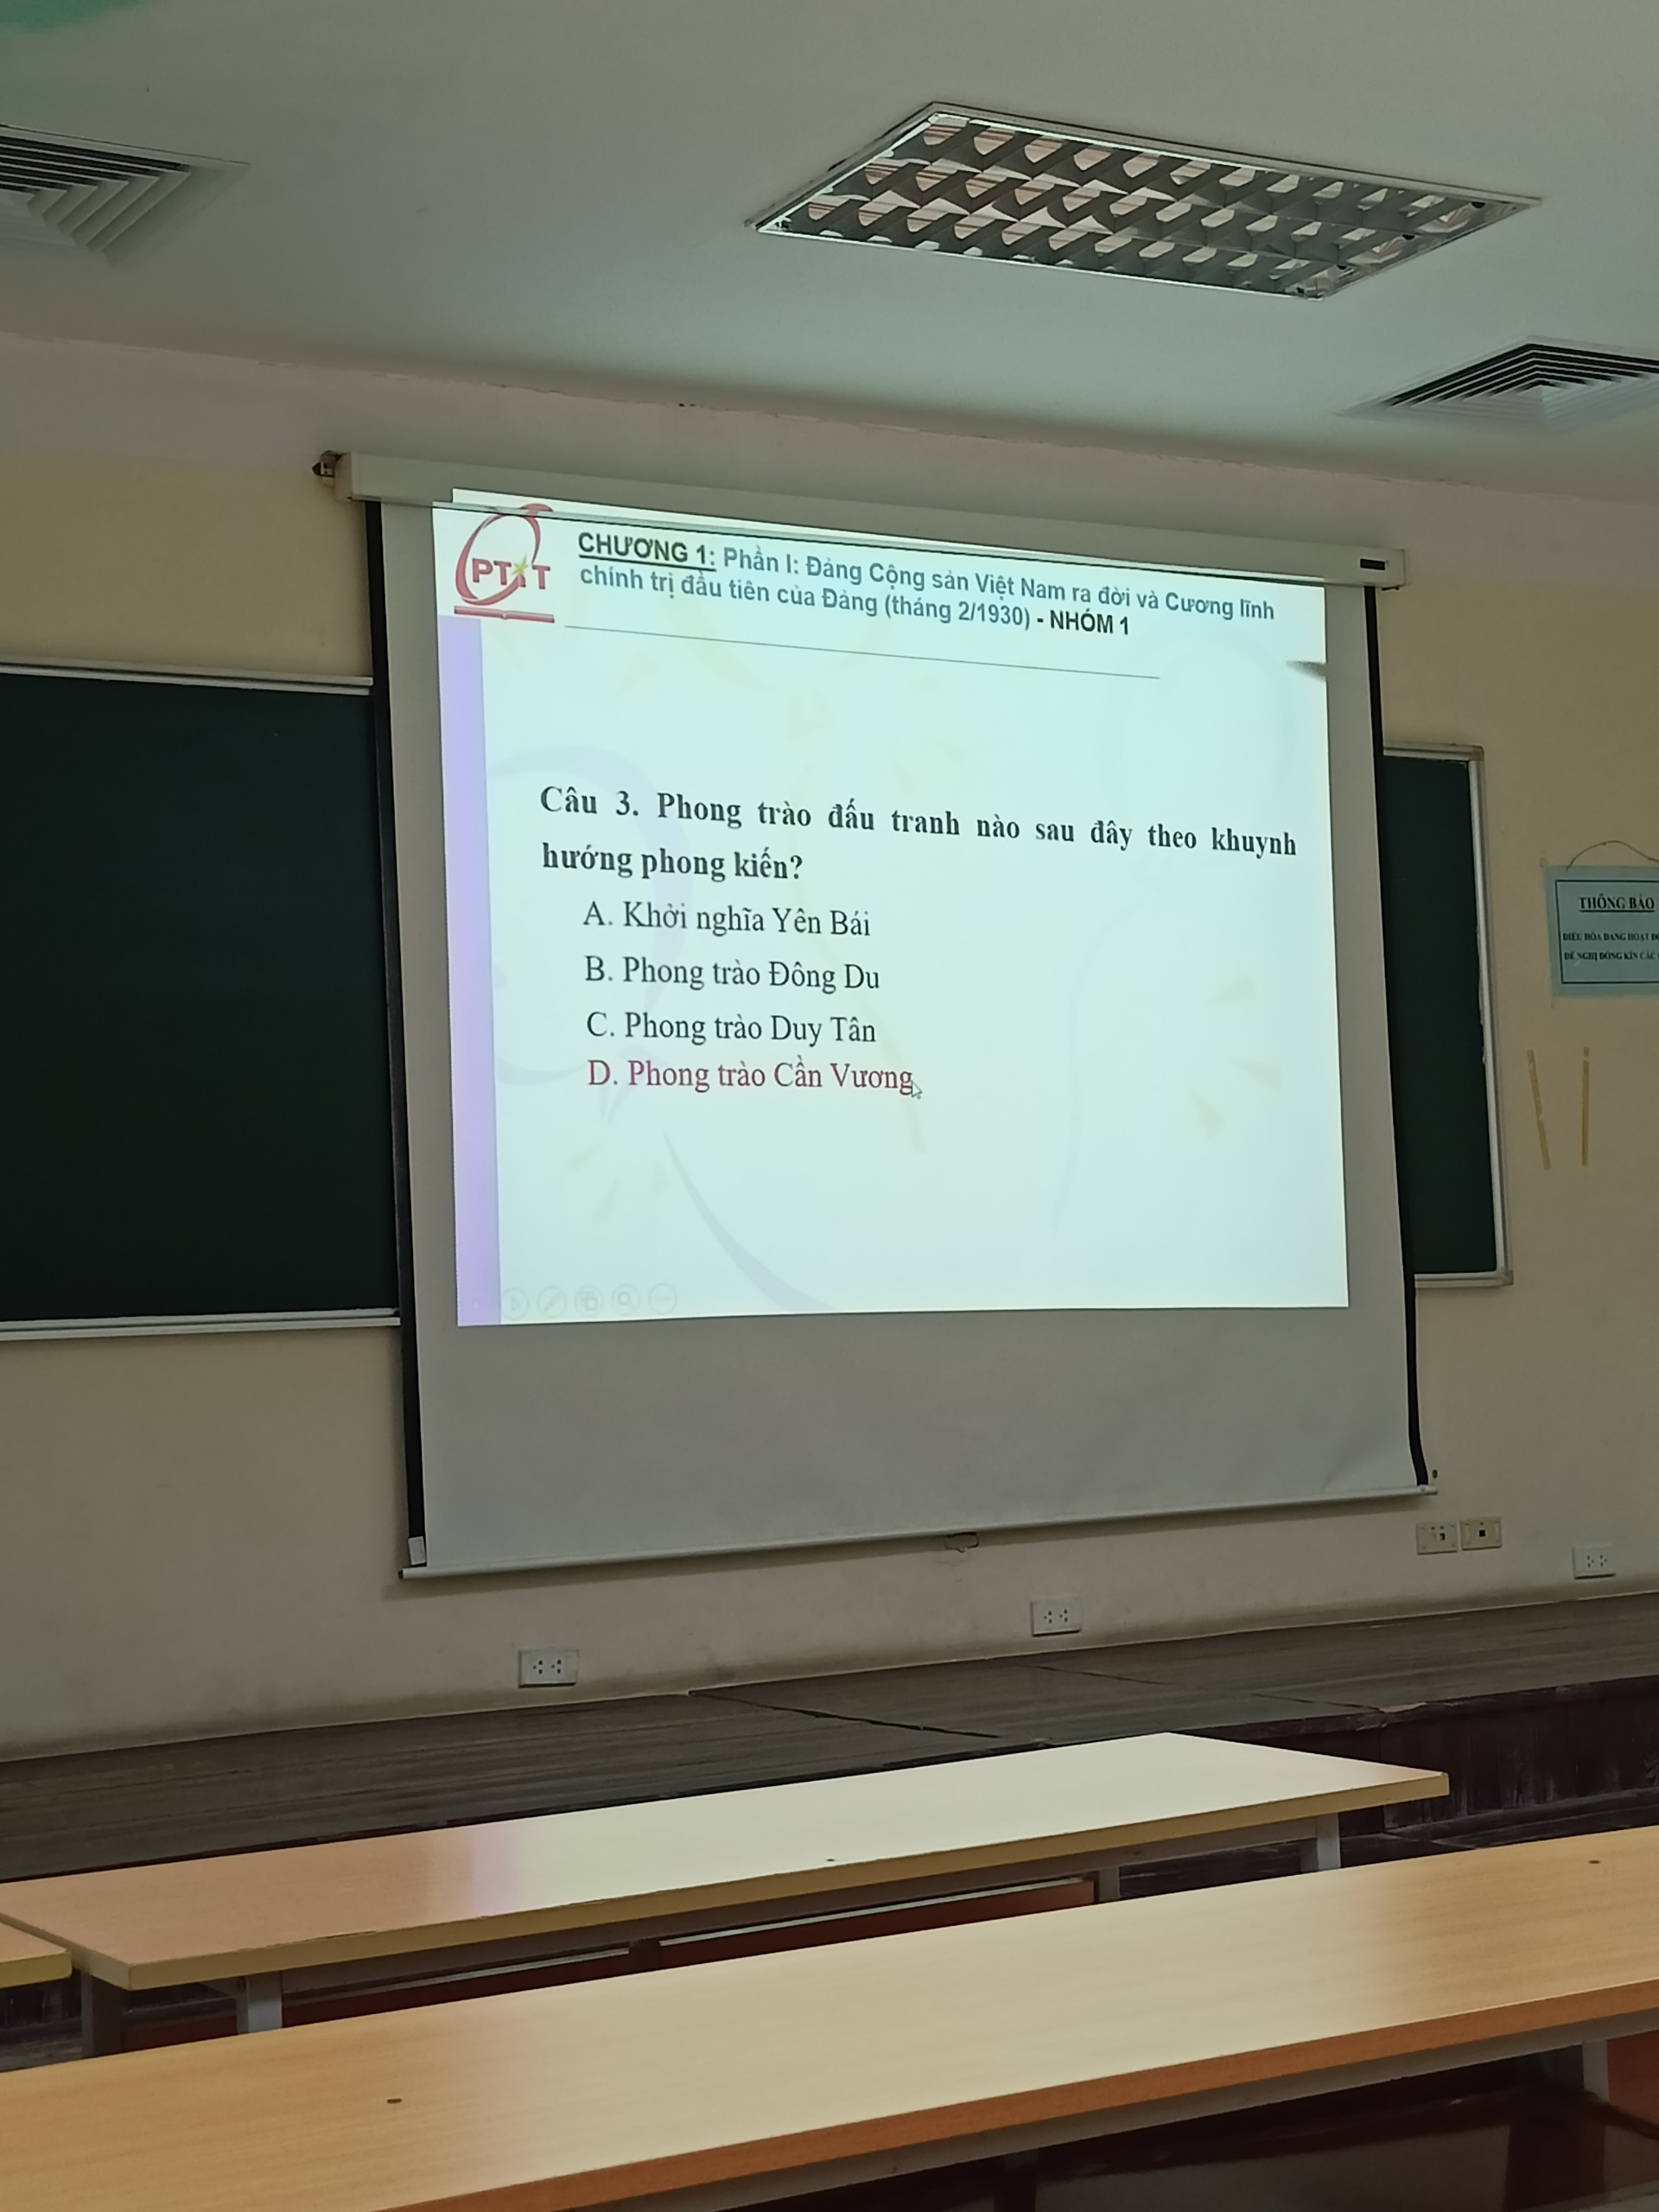 PTIT
CHƯƠNG 1: Phần I: Đảng Cộng sản Việt Nam ra đời và Cương lĩnh
chính trị đầu tiên của Đảng (tháng 2/1930) - NHÓM 1
Câu 3. Phong trào đấu tranh nào sau đây theo khuynh
hướng phong kiến?
A. Khởi nghĩa Yên Bái
B. Phong trào Đông Du
C. Phong trào Duy Tân
D. Phong trào Cần Vương
THÔNG BÁO
ĐIỀU HÒA ĐANG HOẠT
ĐỀ NGHỊ ĐÓNG KÍN CÁC